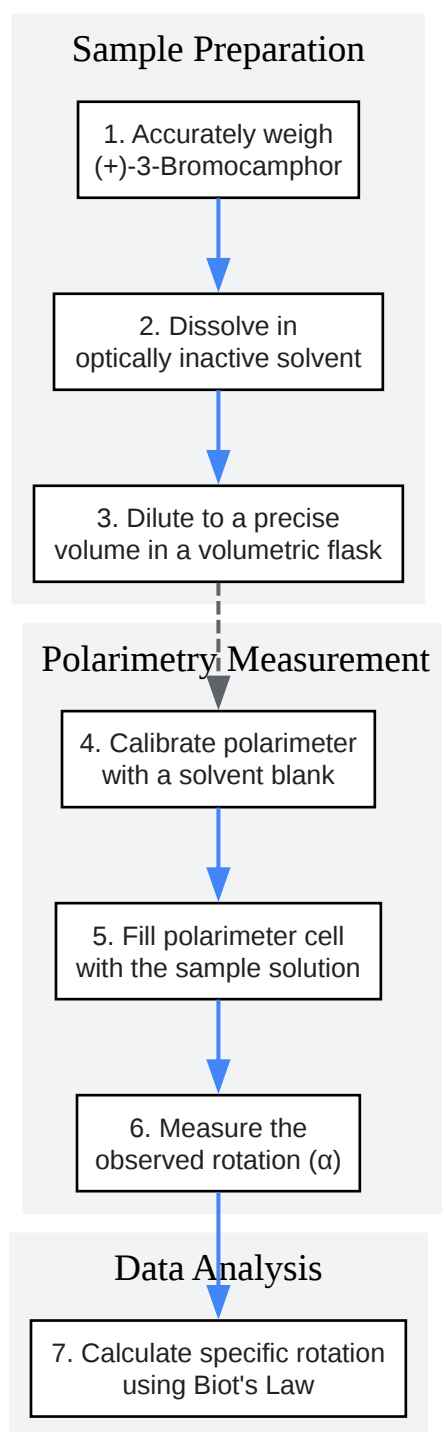 Sample Preparation
1. Accurately weigh
(+)-3-Bromocamphor
2. Dissolve in
optically inactive solvent
3. Dilute to a precise
volume in a volumetric flask
Polarimetry Measurement
4. Calibrate polarimeter
with a solvent blank
5. Fill polarimeter cell
with the sample solution
6. Measure the
observed rotation (α)
Data Analysis
7. Calculate specific rotation
using Biot's Law